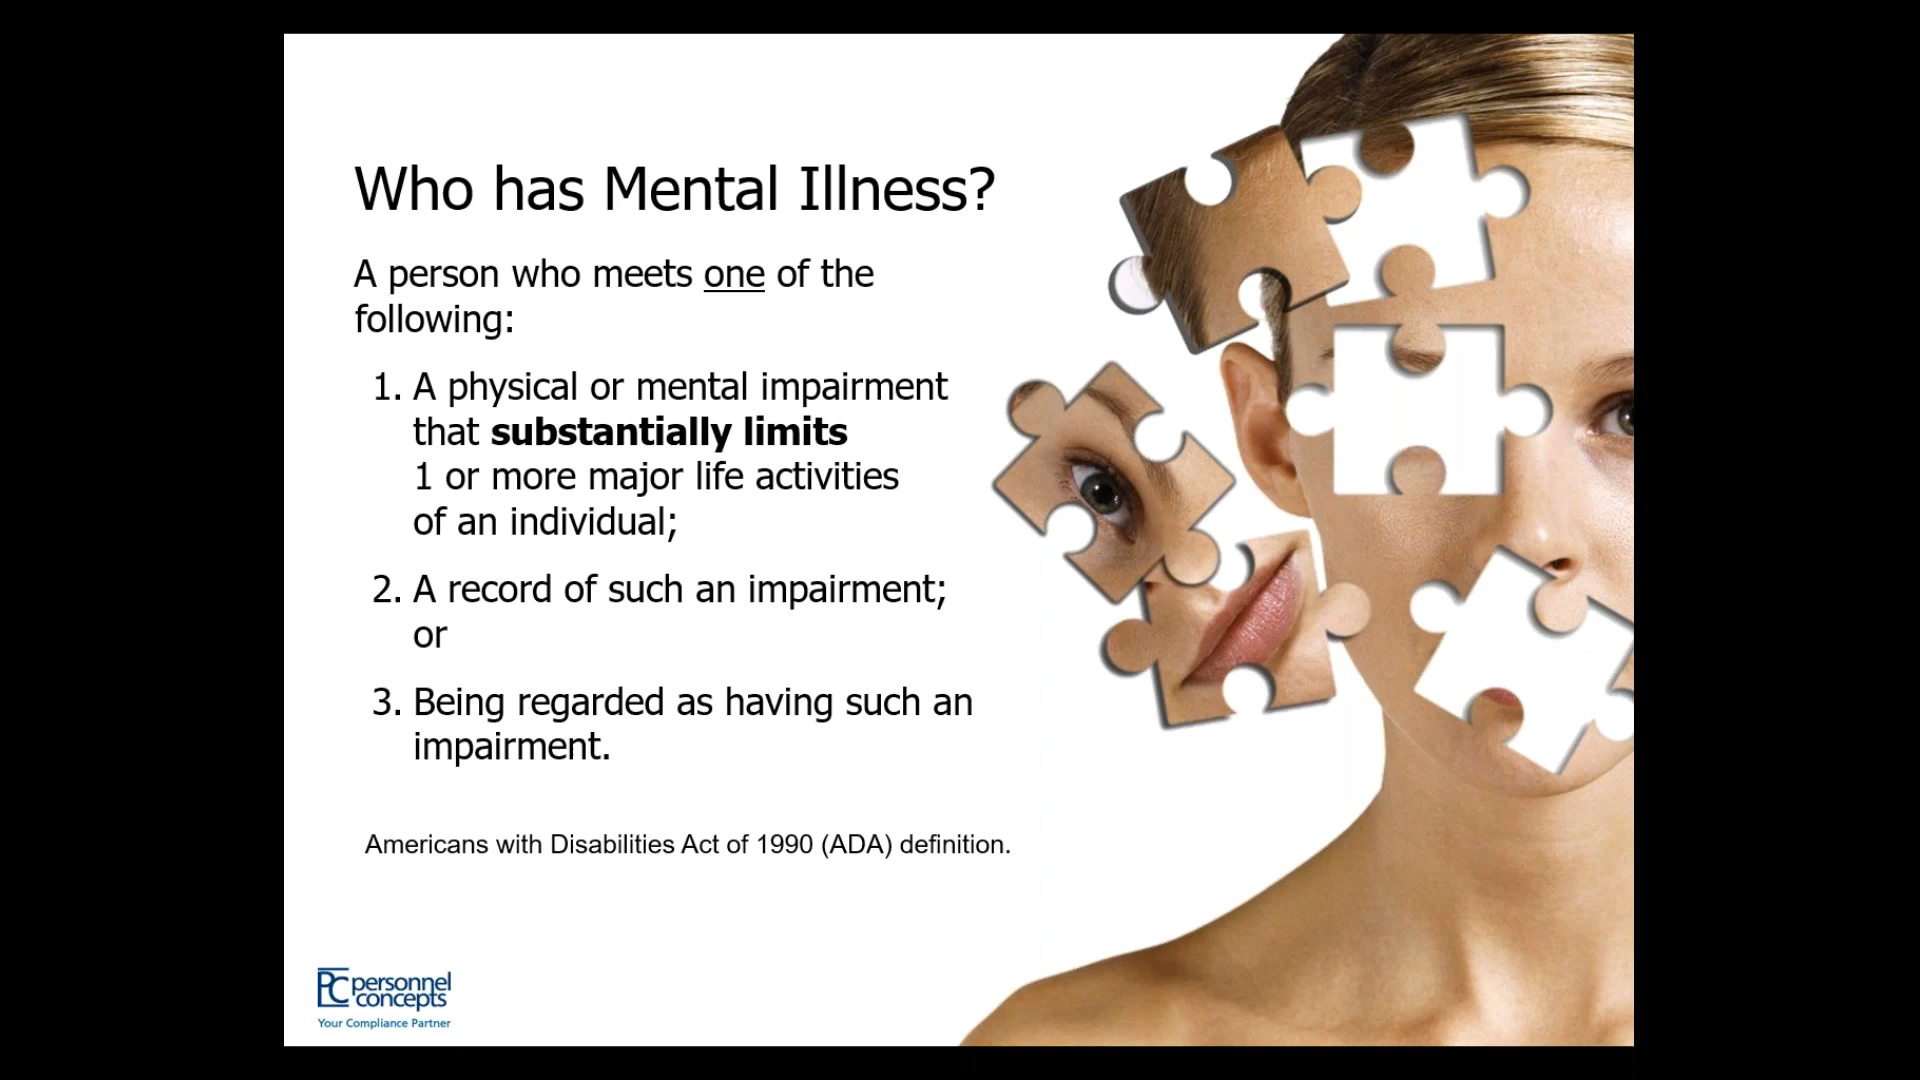 Who has Mental Illness?
A person who meets one of the
following:
1. A physical or mental impairment
that substantially limits
1 or more major life activities
of an individual;
2. A record of such an impairment;
or
3. Being regarded as having such an
impairment.
Americans with Disabilities Act of 1990 (ADA) definition.
PC personnel
concepts
Your Compliance Partner